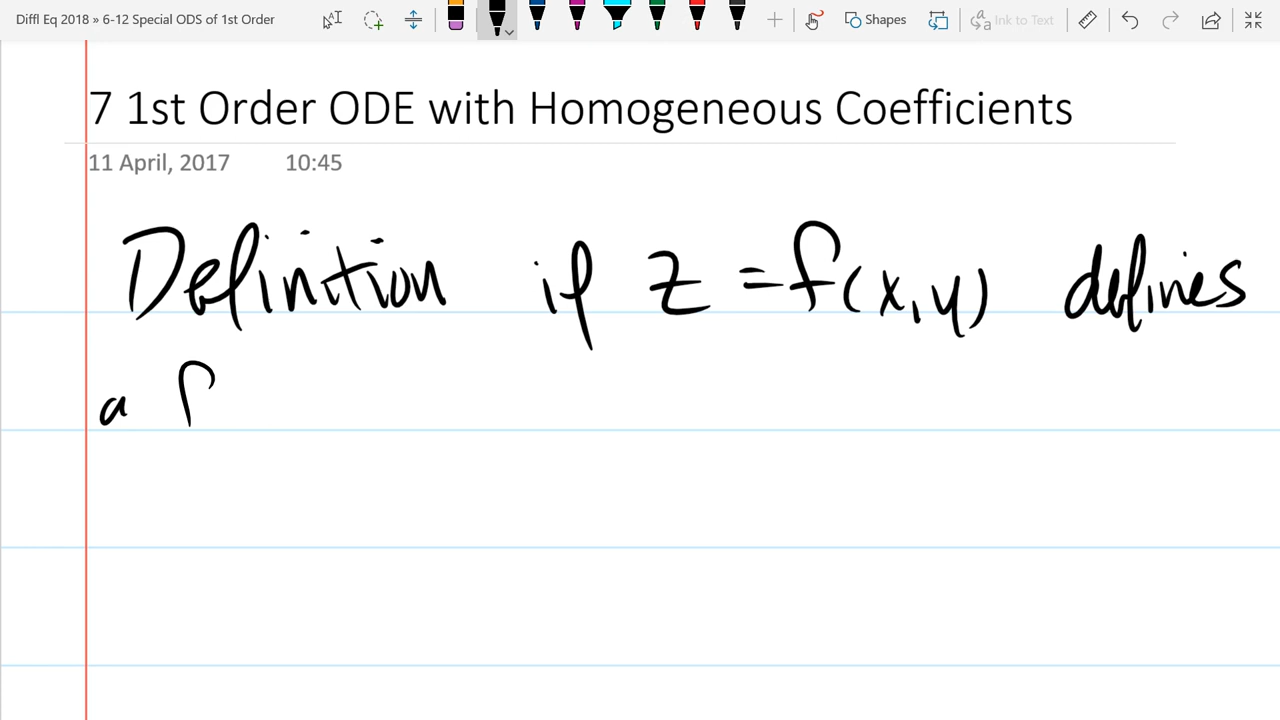 Diffl Eq 2018 » 6-12 Special ODS of 1st Order
Shapes
Ink to Text
7 1st Order ODE with Homogeneous Coefficients
11 April, 2017 10:45
Defintion if z = f(x,y) defines
a f